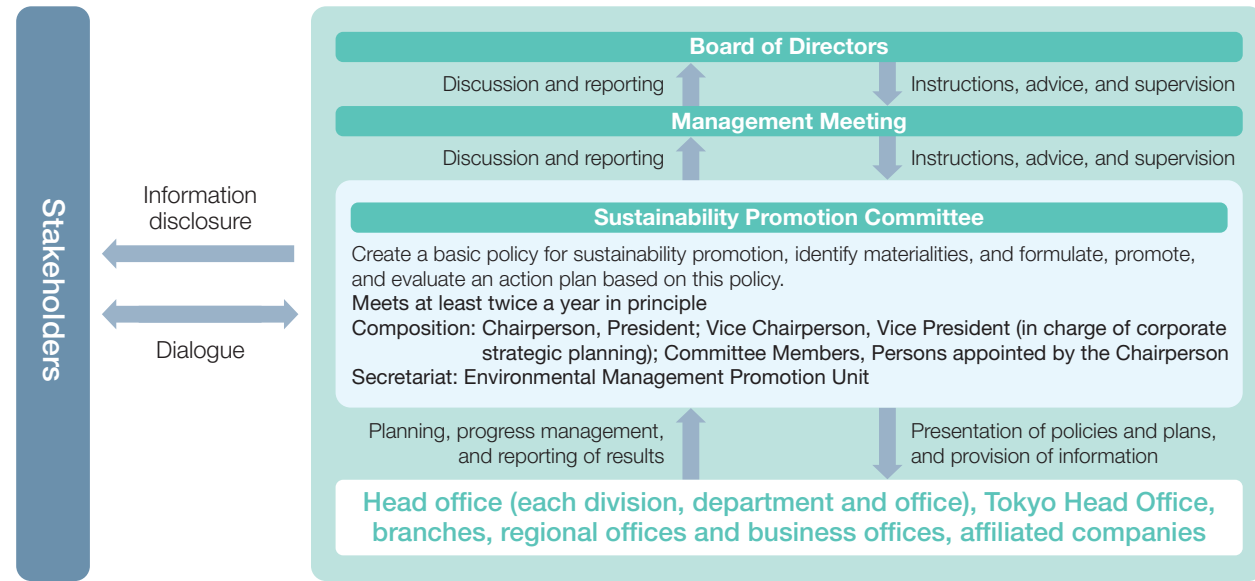 Stakeholders
Information
disclosure
Dialogue
Board of Directors
Discussion and reporting
Instructions, advice, and supervision
Management Meeting
Discussion and reporting
Instructions, advice, and supervision
Sustainability Promotion Committee
Create a basic policy for sustainability promotion, identify materialities, and formulate, promote,
and evaluate an action plan based on this policy.
Meets at least twice a year in principle
Composition: Chairperson, President; Vice Chairperson, Vice President (in charge of corporate
strategic planning); Committee Members, Persons appointed by the Chairperson
Secretariat: Environmental Management Promotion Unit
Planning, progress management,
and reporting of results
Presentation of policies and plans,
and provision of information
Head office (each division, department and office), Tokyo Head Office,
branches, regional offices and business offices, affiliated companies